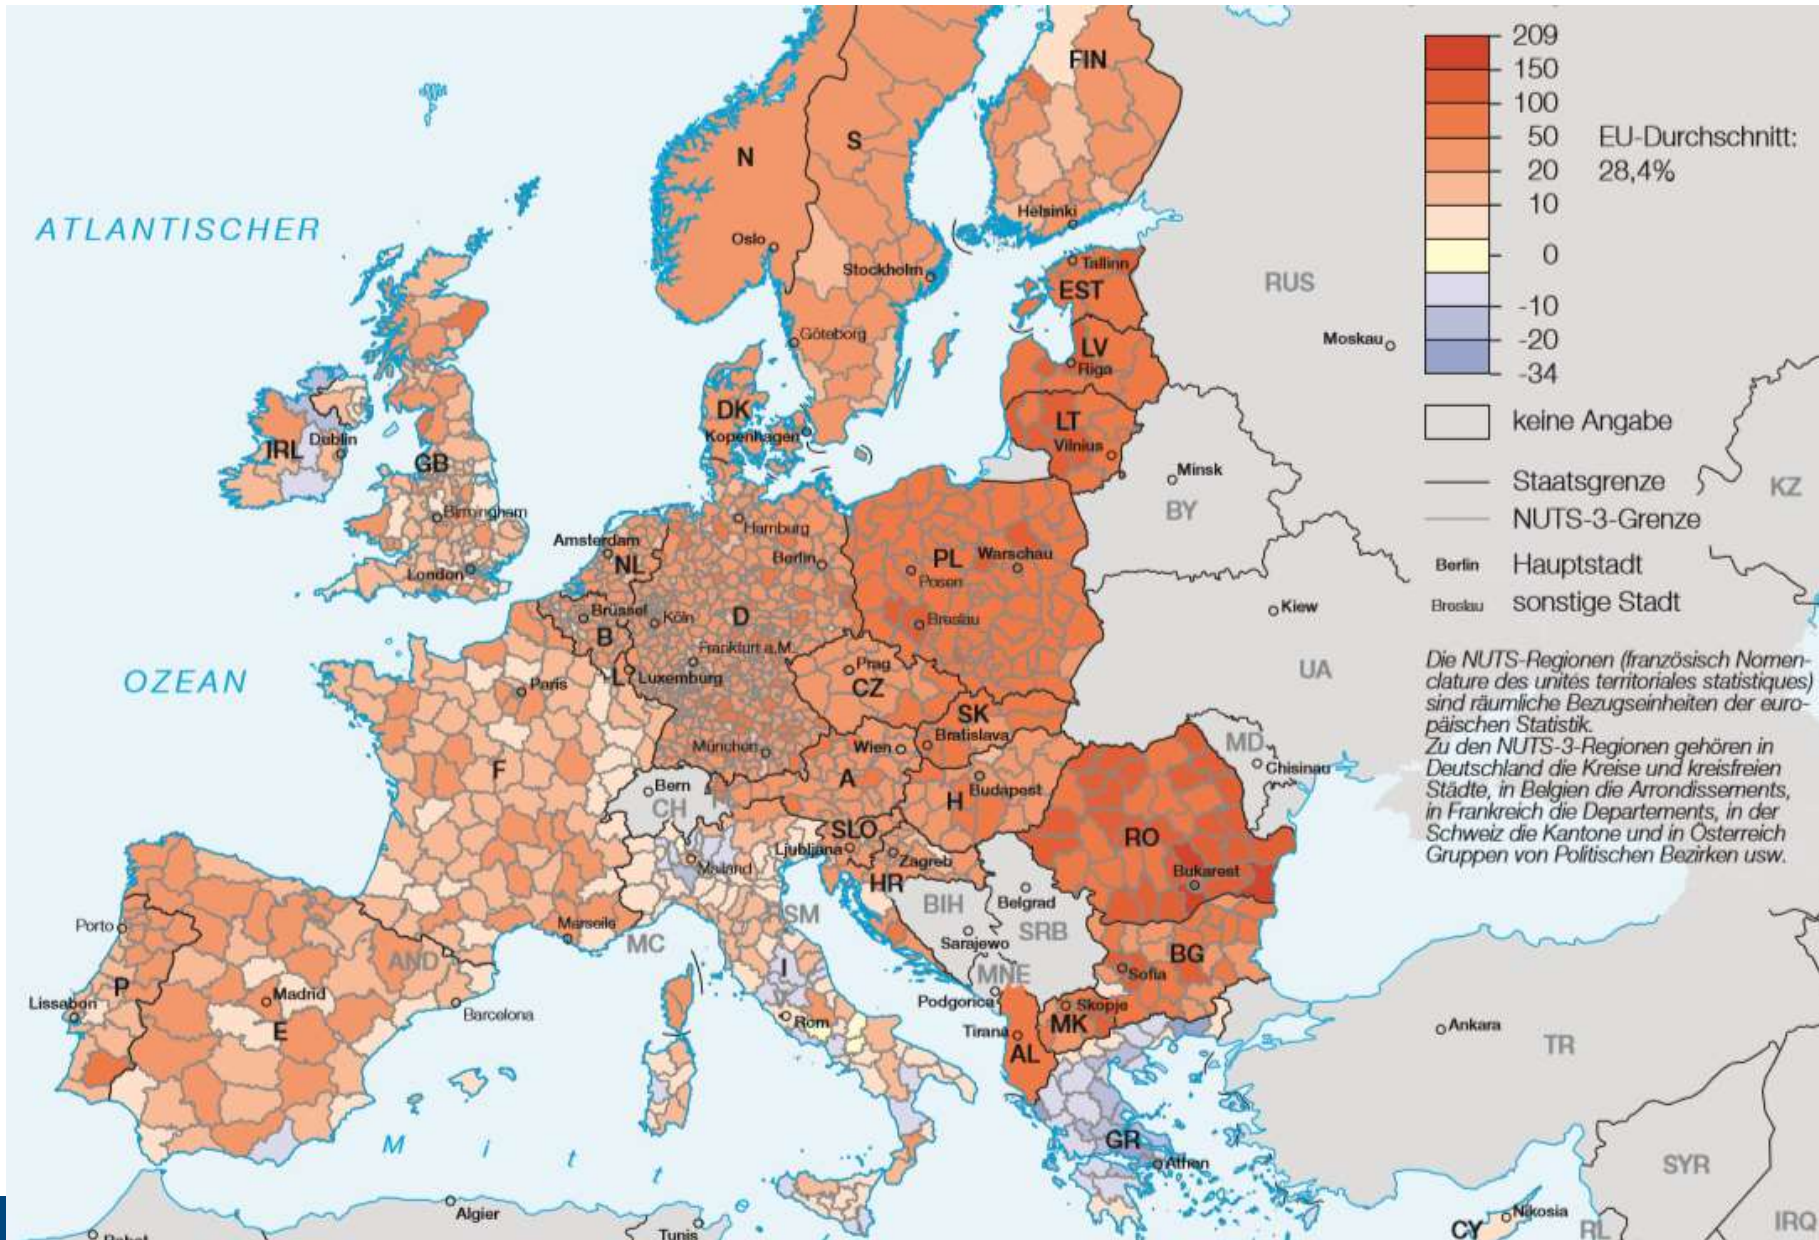 209
150
100
50
20
10
0
-10
-20
-34
EU-Durchschnitt:
28,4%
keine Angabe
Staatsgrenze
NUTS-3-Grenze
Berlin Hauptstadt
Breslau sonstige Stadt
Die NUTS-Regionen (französisch Nomen-
clature des unités territoriales statistiques)
sind räumliche Bezugseinheiten der euro-
päischen Statistik.
Zu den NUTS-3-Regionen gehören in
Deutschland die Kreise und kreisfreien
Städte, in Belgien die Arrondissements,
in Frankreich die Departements, in der
Schweiz die Kantone und in Österreich
Gruppen von Politischen Bezirken usw.
ATLANTISCHER
OZEAN
M i t t e
FIN
N
S
Helsinki
Oslo
Stockholm
Tallinn
EST
RUS
Göteborg
LV
Riga
Moskau
DK
Kopenhagen
LT
Vilnius
IRL
Dublin
GB
Birmingham
London
Minsk
BY
KZ
Hamburg
Amsterdam
NL
Berlin
PL
Warschau
Posen
Breslau
Brüssel
B
Köln
D
Kiew
UA
Frankfurt a.M.
L
Luxemburg
Paris
Prag
CZ
SK
Bratislava
München
Wien
A
MD
Chisinau
F
Bern
CH
H
Budapest
SLO
Ljubljana
Zagreb
HR
RO
Bukarest
Mailand
BIH
Belgrad
SRB
Sarajewo
Porto
Marseile
MC
SM
AND
MNE
Podgorica
BG
Sofia
P
Lissabon
Madrid
E
Barcelona
I
V
Rom
Skopje
MK
Tirana
AL
Ankara
TR
GR
Athen
SYR
Algier
Tunis
Nikosia
CY
RL
IRQ